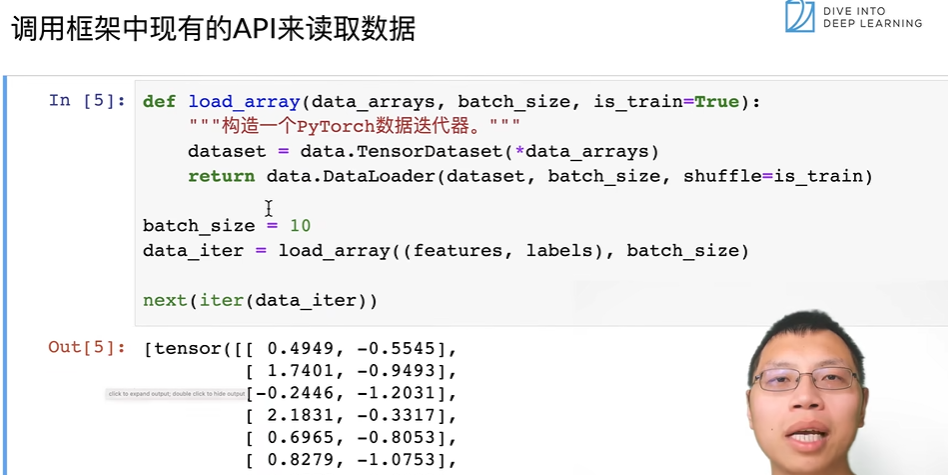 调用框架中现有的API来读取数据
DIVE INTO
DEEP LEARNING
In [5]:
def load_array(data_arrays, batch_size, is_train=True):
"""构造一个PyTorch数据迭代器。"""
dataset = data.TensorDataset(*data_arrays)
return data.DataLoader(dataset, batch_size, shuffle=is_train)
batch_size = 10
data_iter = load_array((features, labels), batch_size)
next(iter(data_iter))
Out[5]:
[tensor([[ 0.4949, -0.5545],
[ 1.7401, -0.9493],
click to expand output; double click to hide output
[-0.2446, -1.2031],
[ 2.1831, -0.3317],
[ 0.6965, -0.8053],
[ 0.8279, -1.0753],